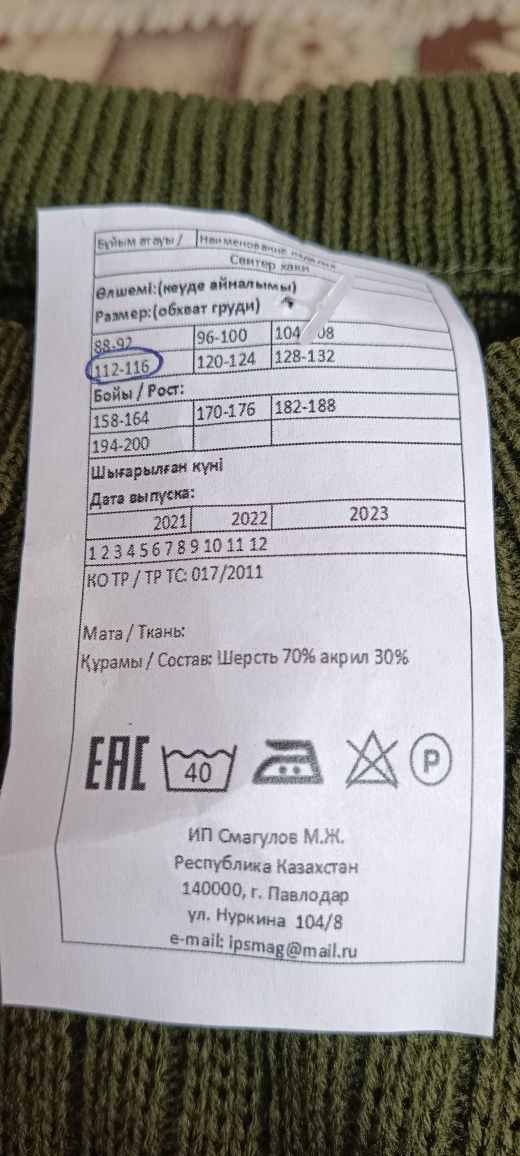 Бұйым атауы / Наименование изделия
Свитер хаки
Өлшемі:(кеуде айналымы)
Размер:(обхват груди)
88-92 96-100 104 08
112-116 120-124 128-132
Бойы / Рост:
158-164 170-176 182-188
194-200
Шығарылған күні
Дата выпуска:
2021 2022 2023
1 2 3 4 5 6 7 8 9 10 11 12
КО ТР / ТР ТС: 017/2011
Мата / Ткань:
Құрамы / Состав: Шерсть 70% акрил 30%
EAC 40 P
ИП Смагулов М.Ж.
Республика Казахстан
140000, г. Павлодар
ул. Нуркина 104/8
e-mail: ipsmag@mail.ru